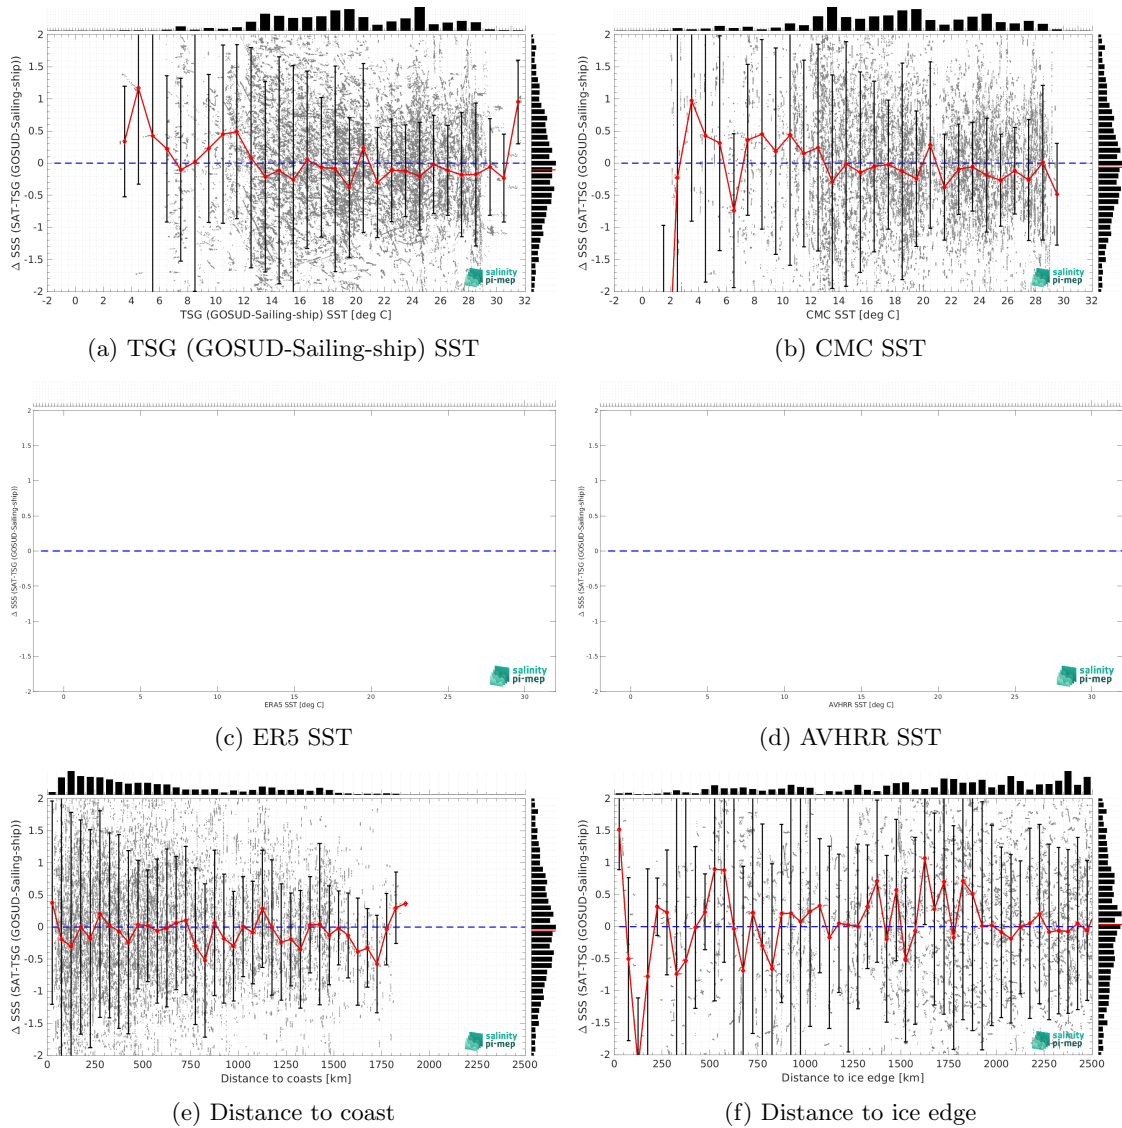 2
1.5
1
0.5
0
-0.5
-1
-1.5
-2
Δ SSS (SAT-TSG (GOSUD-Sailing-ship))
salinity
pi-mep
-2 0 2 4 6 8 10 12 14 16 18 20 22 24 26 28 30 32
TSG (GOSUD-Sailing-ship) SST [deg C]
(a) TSG (GOSUD-Sailing-ship) SST
2
1.5
1
0.5
0
-0.5
-1
-1.5
-2
Δ SSS (SAT-TSG (GOSUD-Sailing-ship))
salinity
pi-mep
-2 0 2 4 6 8 10 12 14 16 18 20 22 24 26 28 30 32
CMC SST [deg C]
(b) CMC SST
2
1.5
1
0.5
0
-0.5
-1
-1.5
-2
Δ SSS (SAT-TSG (GOSUD-Sailing-ship))
salinity
pi-mep
0 5 10 15 20 25 30
ERA5 SST [deg C]
(c) ER5 SST
2
1.5
1
0.5
0
-0.5
-1
-1.5
-2
Δ SSS (SAT-TSG (GOSUD-Sailing-ship))
salinity
pi-mep
0 5 10 15 20 25 30
AVHRR SST [deg C]
(d) AVHRR SST
2
1.5
1
0.5
0
-0.5
-1
-1.5
-2
Δ SSS (SAT-TSG (GOSUD-Sailing-ship))
salinity
pi-mep
0 250 500 750 1000 1250 1500 1750 2000 2250 2500
Distance to coasts [km]
(e) Distance to coast
2
1.5
1
0.5
0
-0.5
-1
-1.5
-2
Δ SSS (SAT-TSG (GOSUD-Sailing-ship))
salinity
pi-mep
0 250 500 750 1000 1250 1500 1750 2000 2250 2500
Distance to ice edge [km]
(f) Distance to ice edge